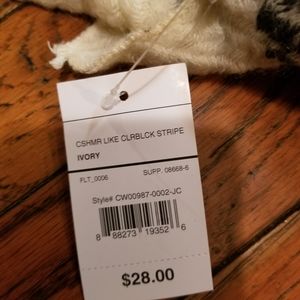 CSHMR LIKE CLRBLCK STRIPE
IVORY
FLT_0006 SUPP. 08668-6
Style# CW00987-0002-JC
8 88273 19352 6
$28.00